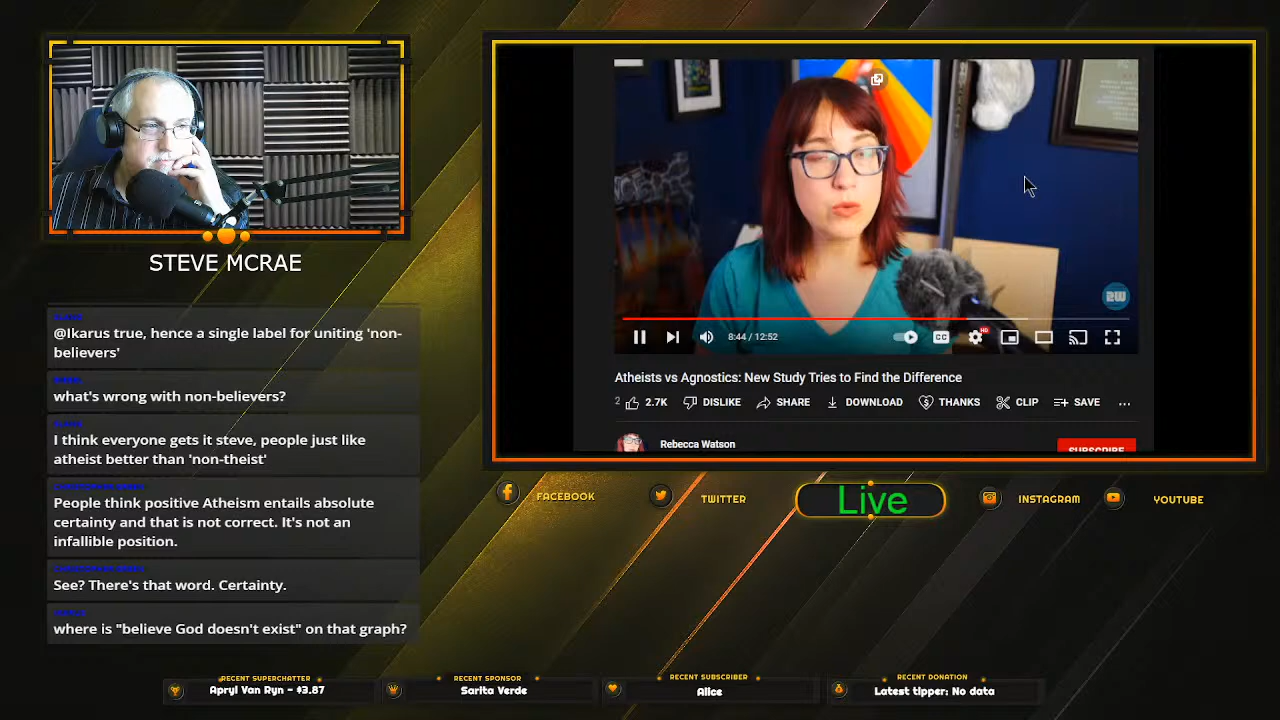 STEVE MCRAE
@Ikarus true, hence a single label for uniting 'non-
believers'
what's wrong with non-believers?
I think everyone gets it steve, people just like
atheist better than 'non-theist'
People think positive Atheism entails absolute
certainty and that is not correct. It's not an
infallible position.
See? There's that word. Certainty.
where is "believe God doesn't exist" on that graph?
8:44 / 12:52
CC
HD
Atheists vs Agnostics: New Study Tries to Find the Difference
2 2.7K DISLIKE SHARE DOWNLOAD THANKS CLIP SAVE ...
Rebecca Watson
SUBSCRIBE
FACEBOOK TWITTER Live INSTAGRAM YOUTUBE
RECENT SUPERCHATTER
Apryl Van Ryn - $3.87
RECENT SPONSOR
Sarita Verde
RECENT SUBSCRIBER
Alice
RECENT DONATION
Latest tipper: No data